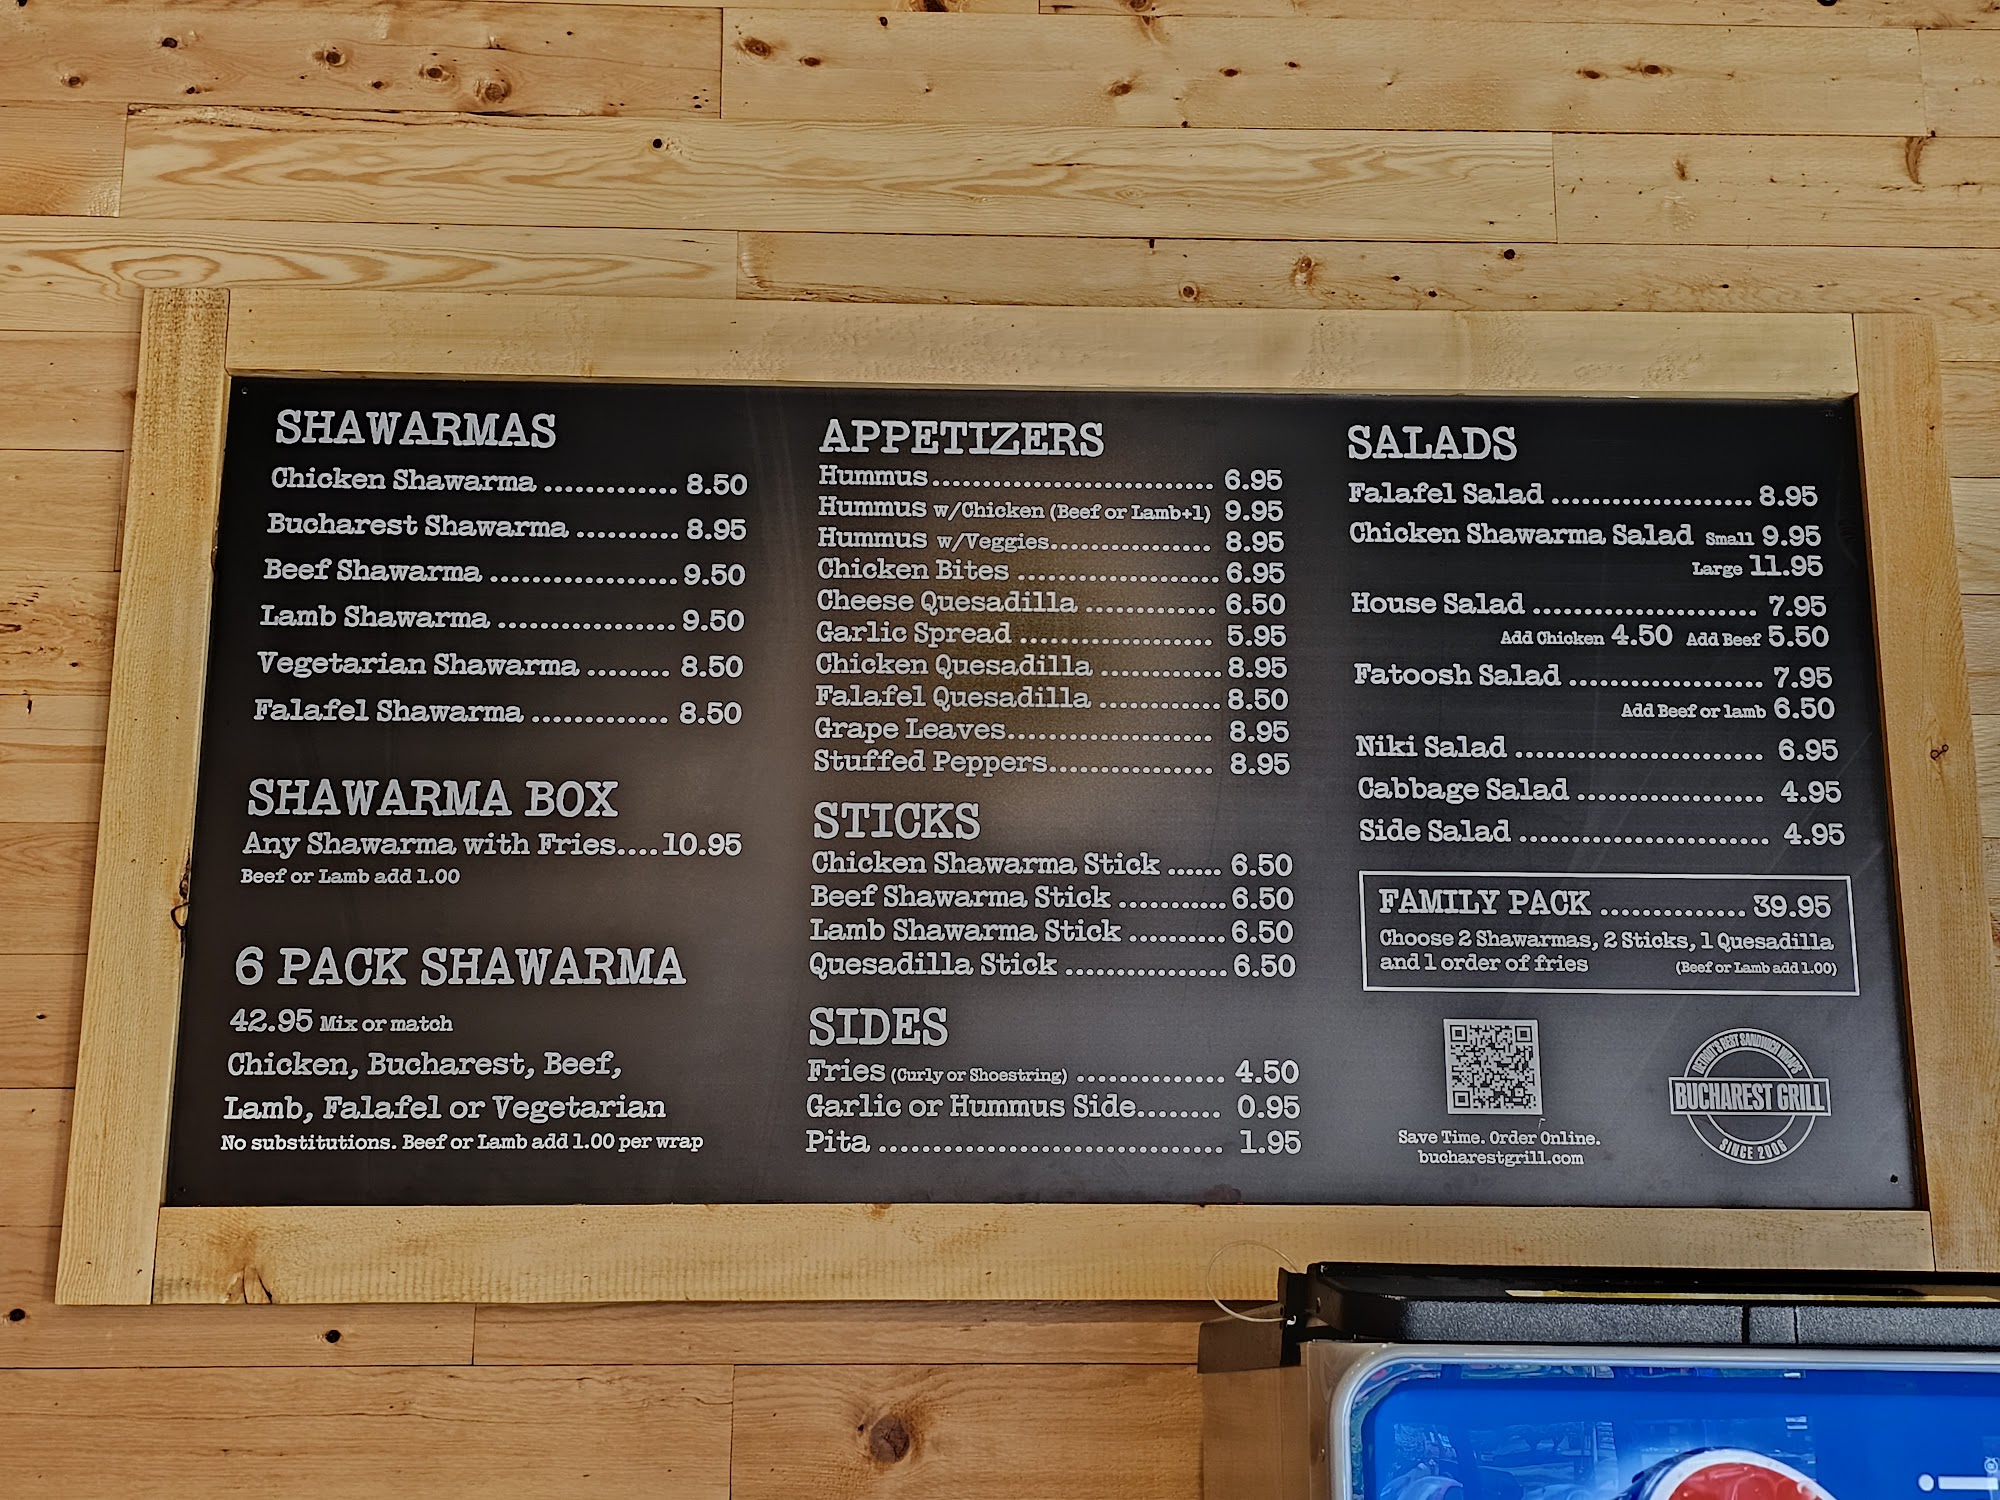 SHAWARMAS
Chicken Shawarma ............. 8.50
Bucharest Shawarma .......... 8.95
Beef Shawarma .................. 9.50
Lamb Shawarma ................. 9.50
Vegetarian Shawarma ........ 8.50
Falafel Shawarma ............. 8.50
SHAWARMA BOX
Any Shawarma with Fries....10.95
Beef or Lamb add 1.00
6 PACK SHAWARMA
42.95 Mix or match
Chicken, Bucharest, Beef,
Lamb, Falafel or Vegetarian
No substitutions. Beef or Lamb add 1.00 per wrap
APPETIZERS
Hummus........................... 6.95
Hummus w/Chicken (Beef or Lamb+1) 9.95
Hummus w/Veggies................ 8.95
Chicken Bites .................... 6.95
Cheese Quesadilla ............. 6.50
Garlic Spread ................... 5.95
Chicken Quesadilla ............ 8.95
Falafel Quesadilla ............ 8.50
Grape Leaves.................... 8.95
Stuffed Peppers................ 8.95
STICKS
Chicken Shawarma Stick ...... 6.50
Beef Shawarma Stick ........... 6.50
Lamb Shawarma Stick .......... 6.50
Quesadilla Stick ................ 6.50
SIDES
Fries (Curly or Shoestring) ............... 4.50
Garlic or Hummus Side........ 0.95
Pita .................................. 1.95
SALADS
Falafel Salad .................... 8.95
Chicken Shawarma Salad Small 9.95
Large 11.95
House Salad ...................... 7.95
Add Chicken 4.50 Add Beef 5.50
Fatoosh Salad ................... 7.95
Add Beef or lamb 6.50
Niki Salad ........................ 6.95
Cabbage Salad .................. 4.95
Side Salad ........................ 4.95
FAMILY PACK .............. 39.95
Choose 2 Shawarmas, 2 Sticks, 1 Quesadilla
and 1 order of fries (Beef or Lamb add 1.00)
Save Time. Order Online.
bucharestgrill.com
DETROIT'S BEST SANDWICH WRAPS
BUCHAREST GRILL
SINCE 2006